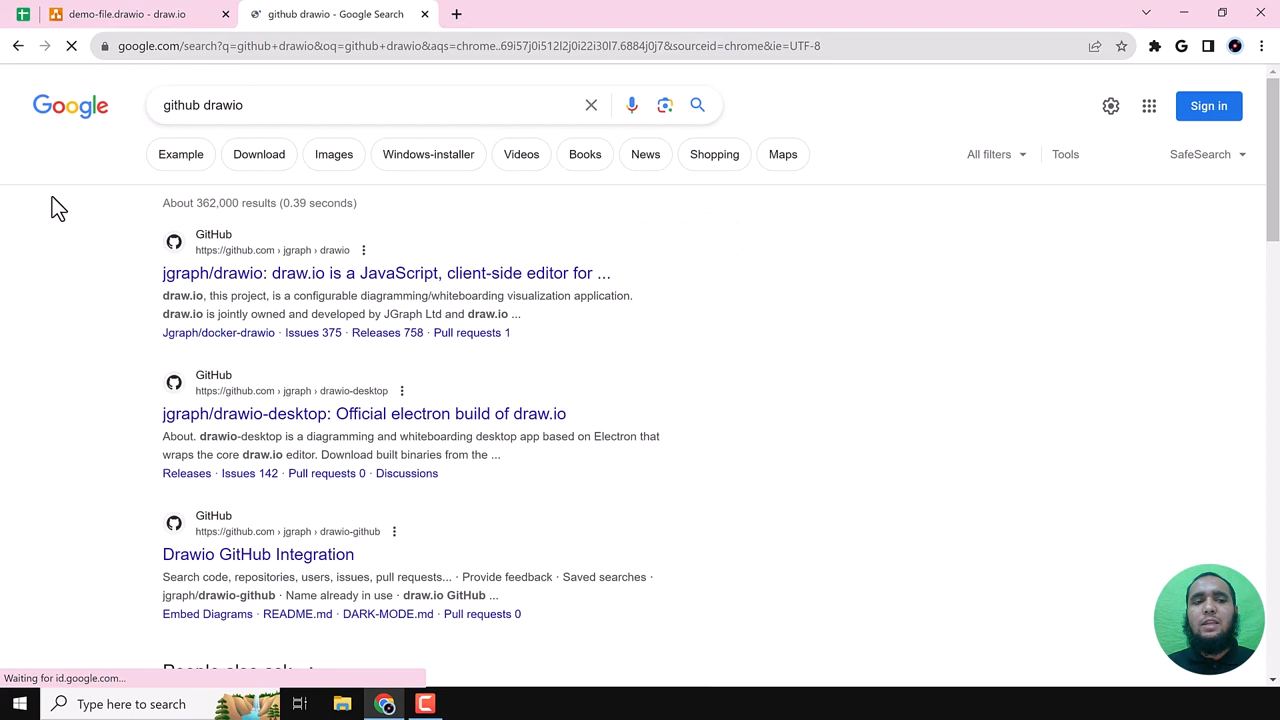 demo-file.drawio - draw.io
github drawio - Google Search
google.com/search?q=github+drawio&oq=github+drawio&aqs=chrome..69i57j0i512l2j0i22i30l7.6884j0j7&sourceid=chrome&ie=UTF-8
Google
github drawio
Sign in
Example
Download
Images
Windows-installer
Videos
Books
News
Shopping
Maps
All filters
Tools
SafeSearch
About 362,000 results (0.39 seconds)
GitHub
https://github.com › jgraph › drawio
jgraph/drawio: draw.io is a JavaScript, client-side editor for ...
draw.io, this project, is a configurable diagramming/whiteboarding visualization application.
draw.io is jointly owned and developed by JGraph Ltd and draw.io ...
Jgraph/docker-drawio · Issues 375 · Releases 758 · Pull requests 1
GitHub
https://github.com › jgraph › drawio-desktop
jgraph/drawio-desktop: Official electron build of draw.io
About. drawio-desktop is a diagramming and whiteboarding desktop app based on Electron that
wraps the core draw.io editor. Download built binaries from the ...
Releases · Issues 142 · Pull requests 0 · Discussions
GitHub
https://github.com › jgraph › drawio-github
Drawio GitHub Integration
Search code, repositories, users, issues, pull requests... · Provide feedback · Saved searches ·
jgraph/drawio-github · Name already in use · draw.io GitHub ...
Embed Diagrams · README.md · DARK-MODE.md · Pull requests 0
People also ask
Waiting for id.google.com...
Type here to search